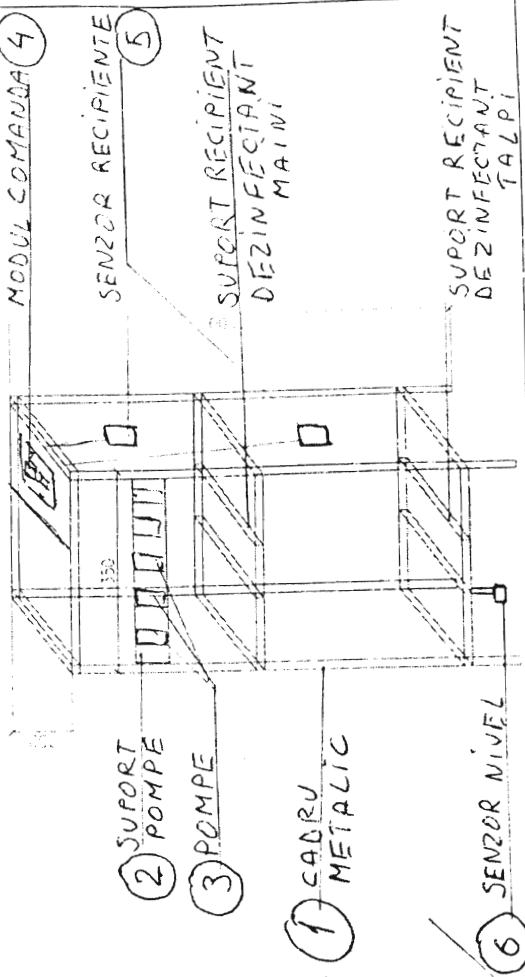 MODUL COMANDA 4
SENZOR RECIPIENTE 5
SUPORT RECIPIENT
DEZINFECTANT
MAINI
SUPORT RECIPIENT
DEZINFECTANT
TALPI
330
2 SUPORT
POMPE
3 POMPE
1 CADRU
METALIC
6 SENZOR NIVEL